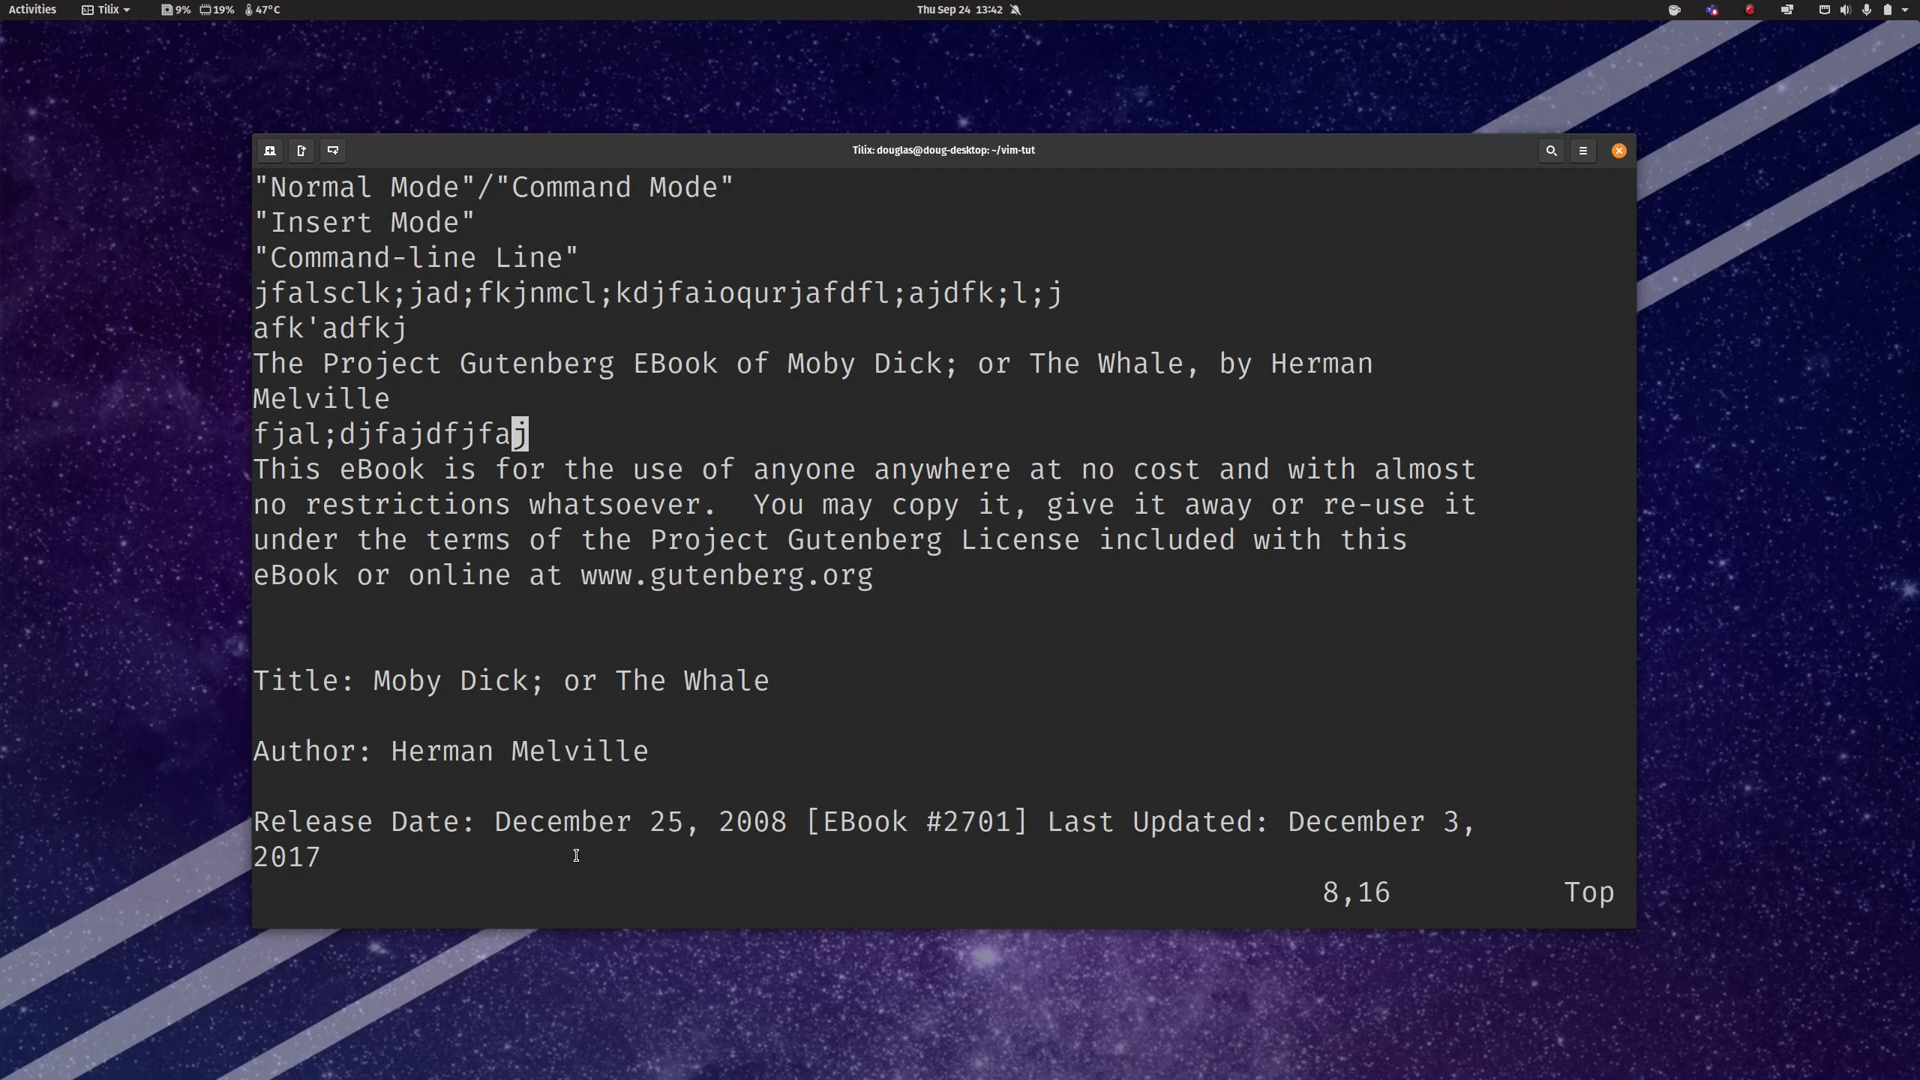 Activities Tilix 9% 19% 47°C Thu Sep 24 13:42
Tilix: douglas@doug-desktop: ~/vim-tut
"Normal Mode"/"Command Mode"
"Insert Mode"
"Command-line Line"
jfalsclk;jad;fkjnmcl;kdjfaioqurjafdfl;ajdfk;l;j
afk'adfkj
The Project Gutenberg EBook of Moby Dick; or The Whale, by Herman
Melville
fjal;djfajdfjfaj
This eBook is for the use of anyone anywhere at no cost and with almost
no restrictions whatsoever.  You may copy it, give it away or re-use it
under the terms of the Project Gutenberg License included with this
eBook or online at www.gutenberg.org
Title: Moby Dick; or The Whale
Author: Herman Melville
Release Date: December 25, 2008 [EBook #2701] Last Updated: December 3,
2017
8,16 Top